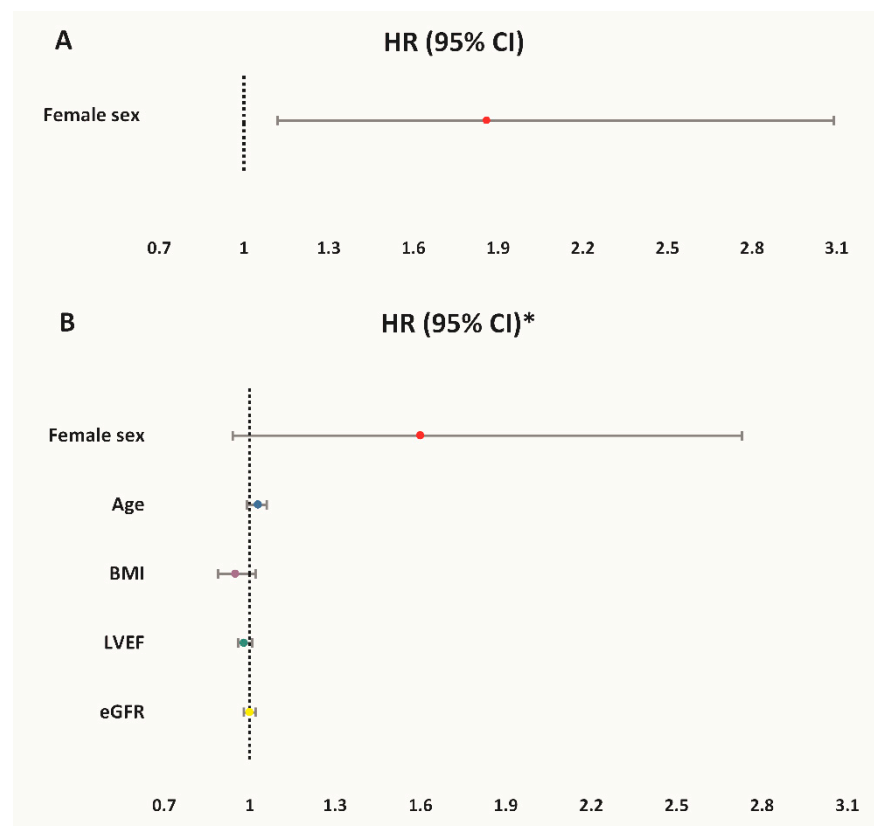 A
HR (95% CI)
Female sex
0.7 1 1.3 1.6 1.9 2.2 2.5 2.8 3.1
B
HR (95% CI)*
Female sex
Age
BMI
LVEF
eGFR
0.7 1 1.3 1.6 1.9 2.2 2.5 2.8 3.1